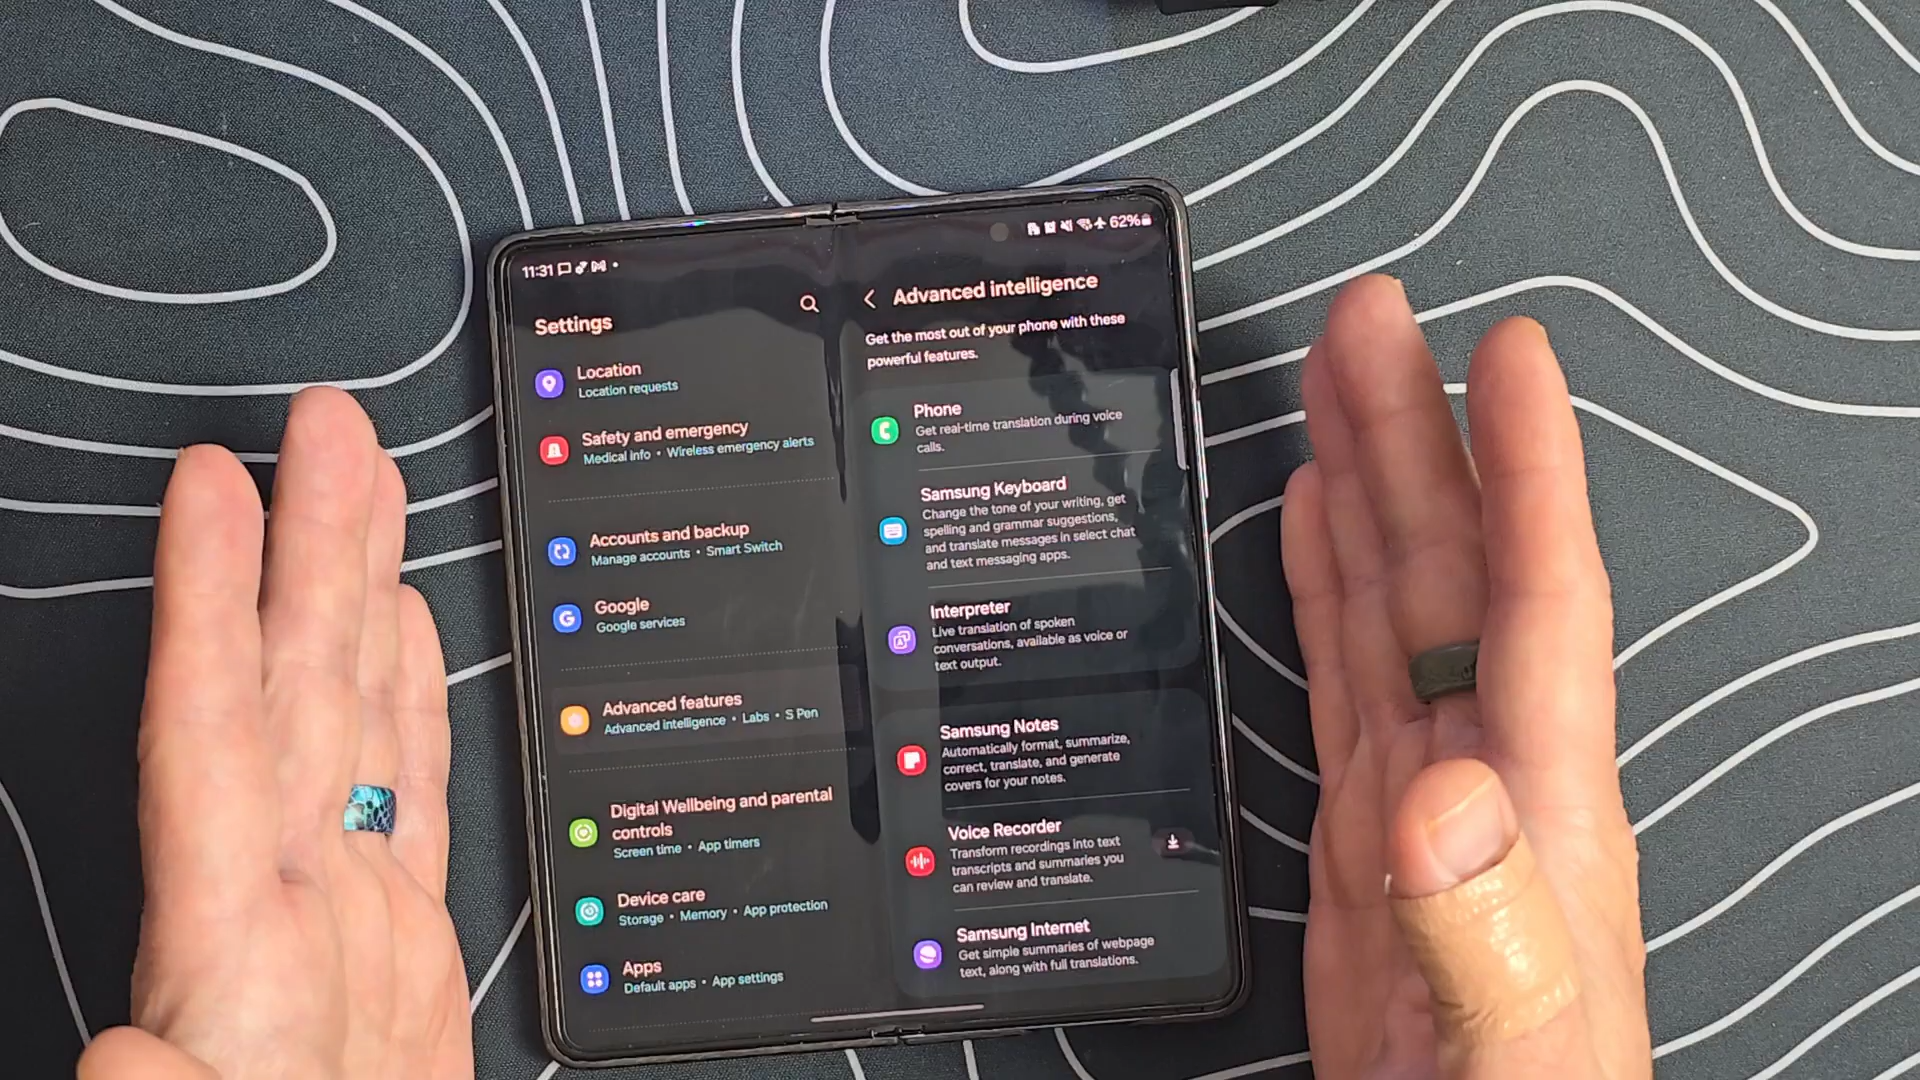 11:31
62%
Settings
Location
Location requests
Safety and emergency
Medical info • Wireless emergency alerts
Accounts and backup
Manage accounts • Smart Switch
Google
Google services
Advanced features
Advanced intelligence • Labs • S Pen
Digital Wellbeing and parental
controls
Screen time • App timers
Device care
Storage • Memory • App protection
Apps
Default apps • App settings
Advanced intelligence
Get the most out of your phone with these
powerful features.
Phone
Get real-time translation during voice
calls.
Samsung Keyboard
Change the tone of your writing, get
spelling and grammar suggestions,
and translate messages in select chat
and text messaging apps.
Interpreter
Live translation of spoken
conversations, available as voice or
text output.
Samsung Notes
Automatically format, summarize,
correct, translate, and generate
covers for your notes.
Voice Recorder
Transform recordings into text
transcripts and summaries you
can review and translate.
Samsung Internet
Get simple summaries of webpage
text, along with full translations.